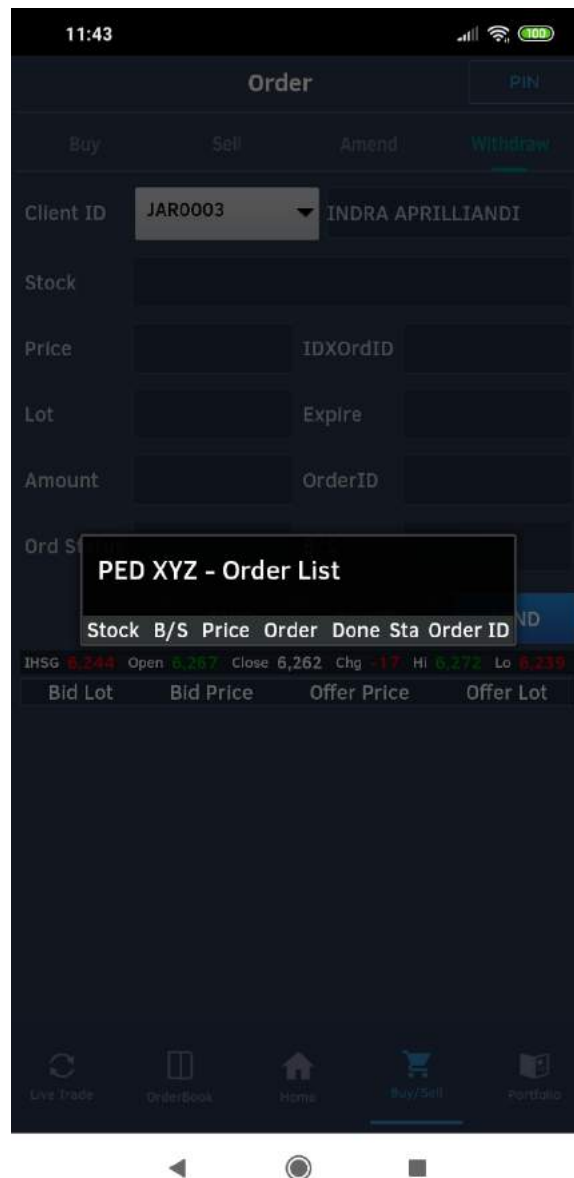 11:43 100
Order PIN
Buy Sell Amend Withdraw
Client ID JAR0003 INDRA APRILLIANDI
Stock
Price IDXOrdID
Lot Expire
Amount OrderID
Ord
PED XYZ - Order List
Stock B/S Price Order Done Sta Order ID
IHSG 6,244 Open 6,267 Close 6,262 Chg -17 Hi 6,272 Lo 6,239
Bid Lot Bid Price Offer Price Offer Lot
Live Trade OrderBook Home Buy/Sell Portfolio